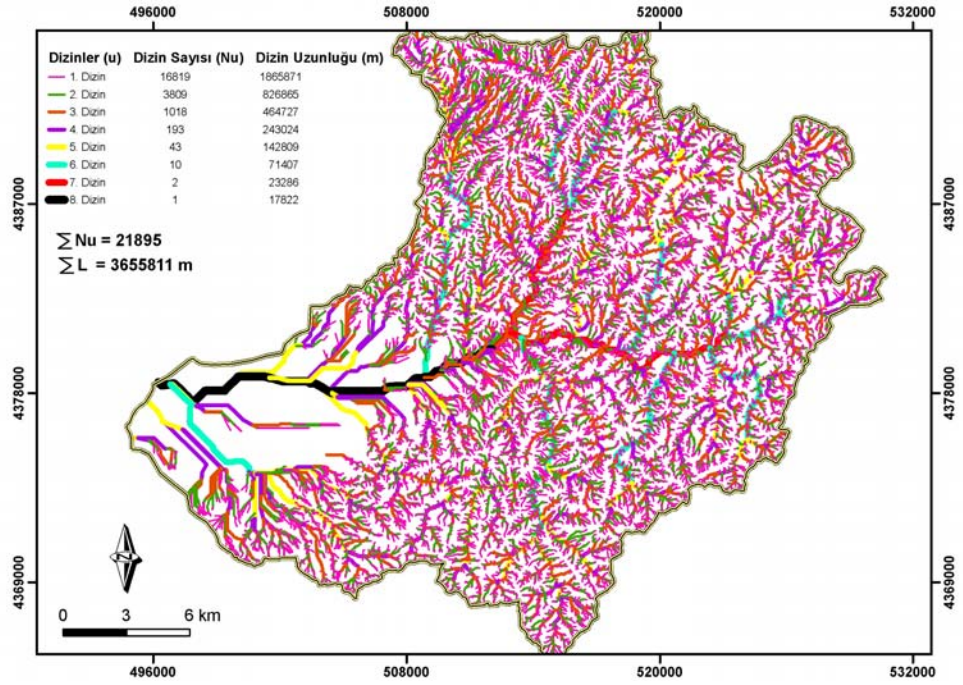 496000 508000 520000 532000
Dizinler (u) Dizin Sayısı (Nu) Dizin Uzunluğu (m)
1. Dizin 16819 1865871
2. Dizin 3809 826865
3. Dizin 1018 464727
4. Dizin 193 243024
5. Dizin 43 142809
6. Dizin 10 71407
7. Dizin 2 23286
8. Dizin 1 17822
∑ Nu = 21895
∑ L = 3655811 m
4387000 4387000
4378000 4378000
4369000 4369000
N
0 3 6 km
496000 508000 520000 532000